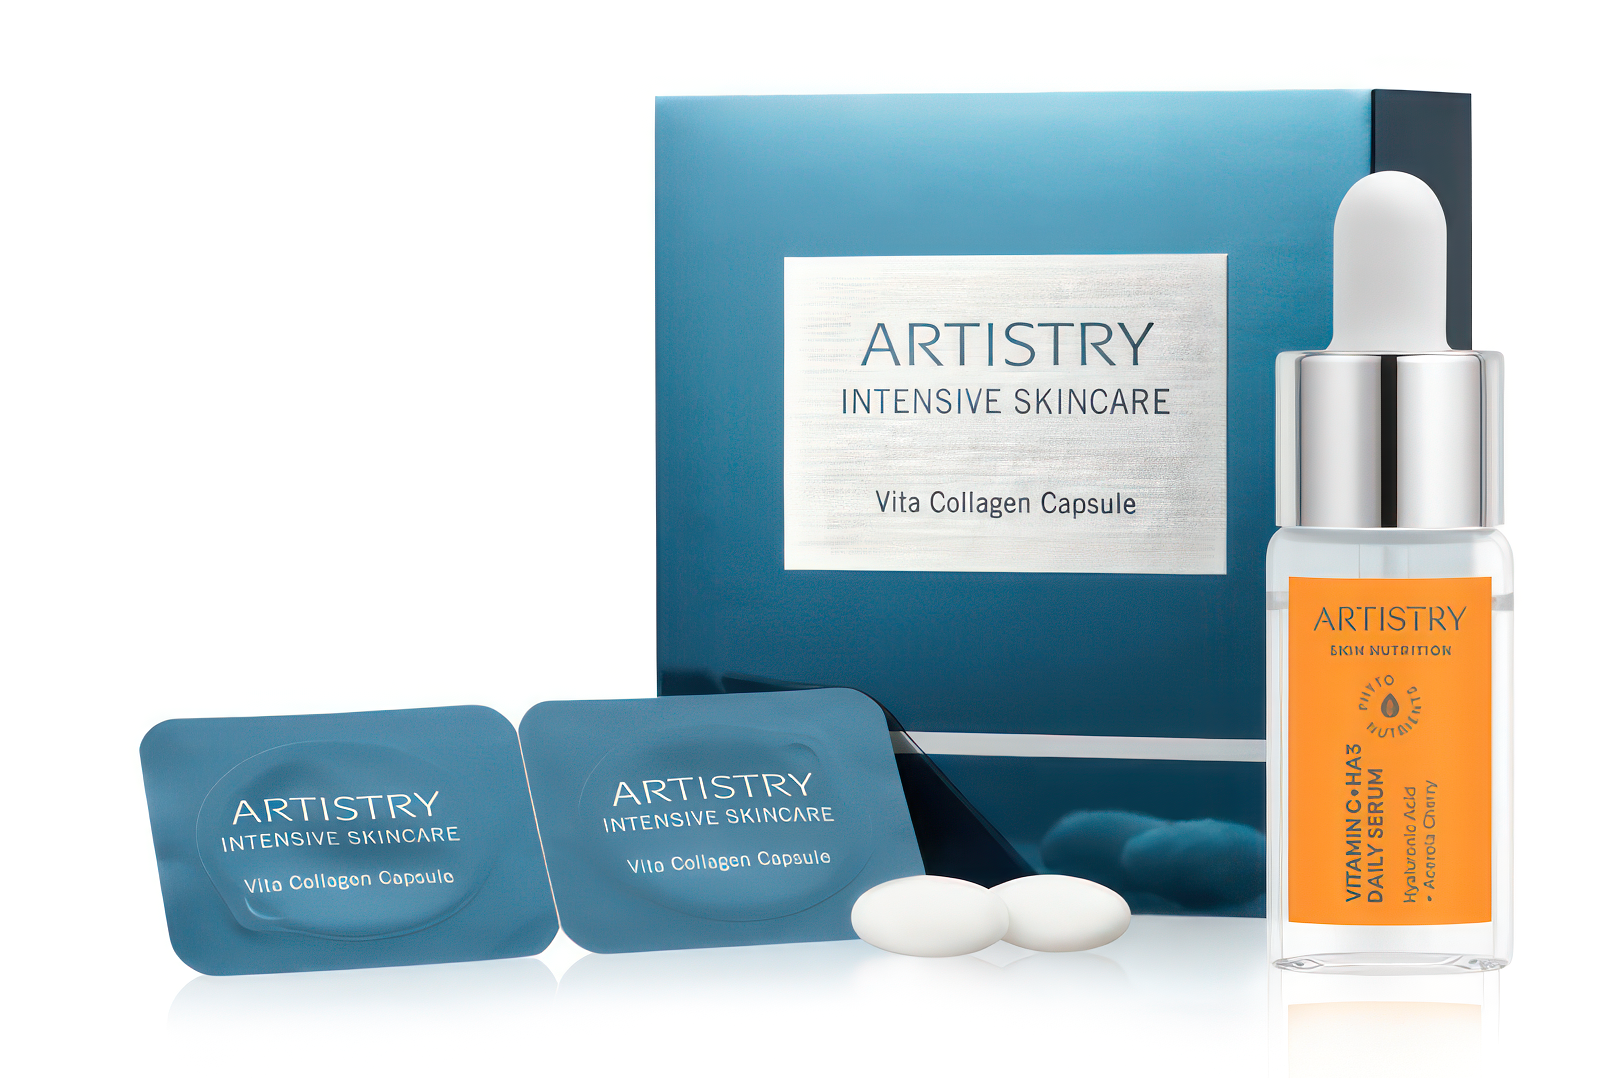 ARTISTRY
INTENSIVE SKINCARE
Vita Collagen Capsule
ARTISTRY
SKIN NUTRITION
PHYTO
NUTRIENTS
VITAMIN C+HA3
DAILY SERUM
Hyaluronic Acid
+ Acerola Cherry
ARTISTRY
INTENSIVE SKINCARE
Vita Collagen Capsule
ARTISTRY
INTENSIVE SKINCARE
Vita Collagen Capsule